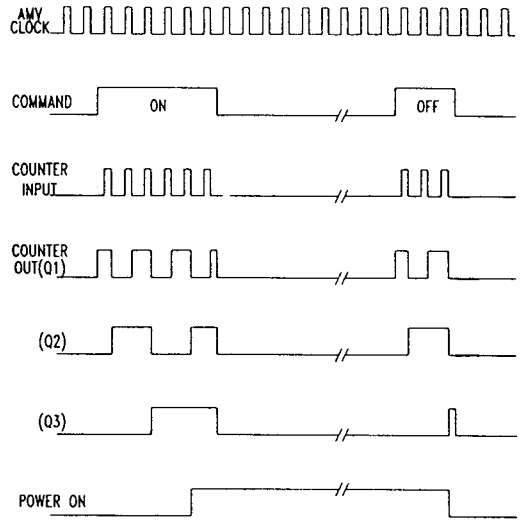 AMV
CLOCK
COMMAND
ON
OFF
COUNTER
INPUT
COUNTER
OUT(Q1)
(Q2)
(Q3)
POWER ON